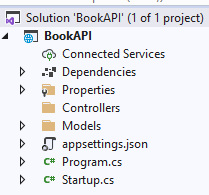 Solution 'BookAPI' (1 of 1 project)
BookAPI
Connected Services
Dependencies
Properties
Controllers
Models
appsettings.json
Program.cs
Startup.cs